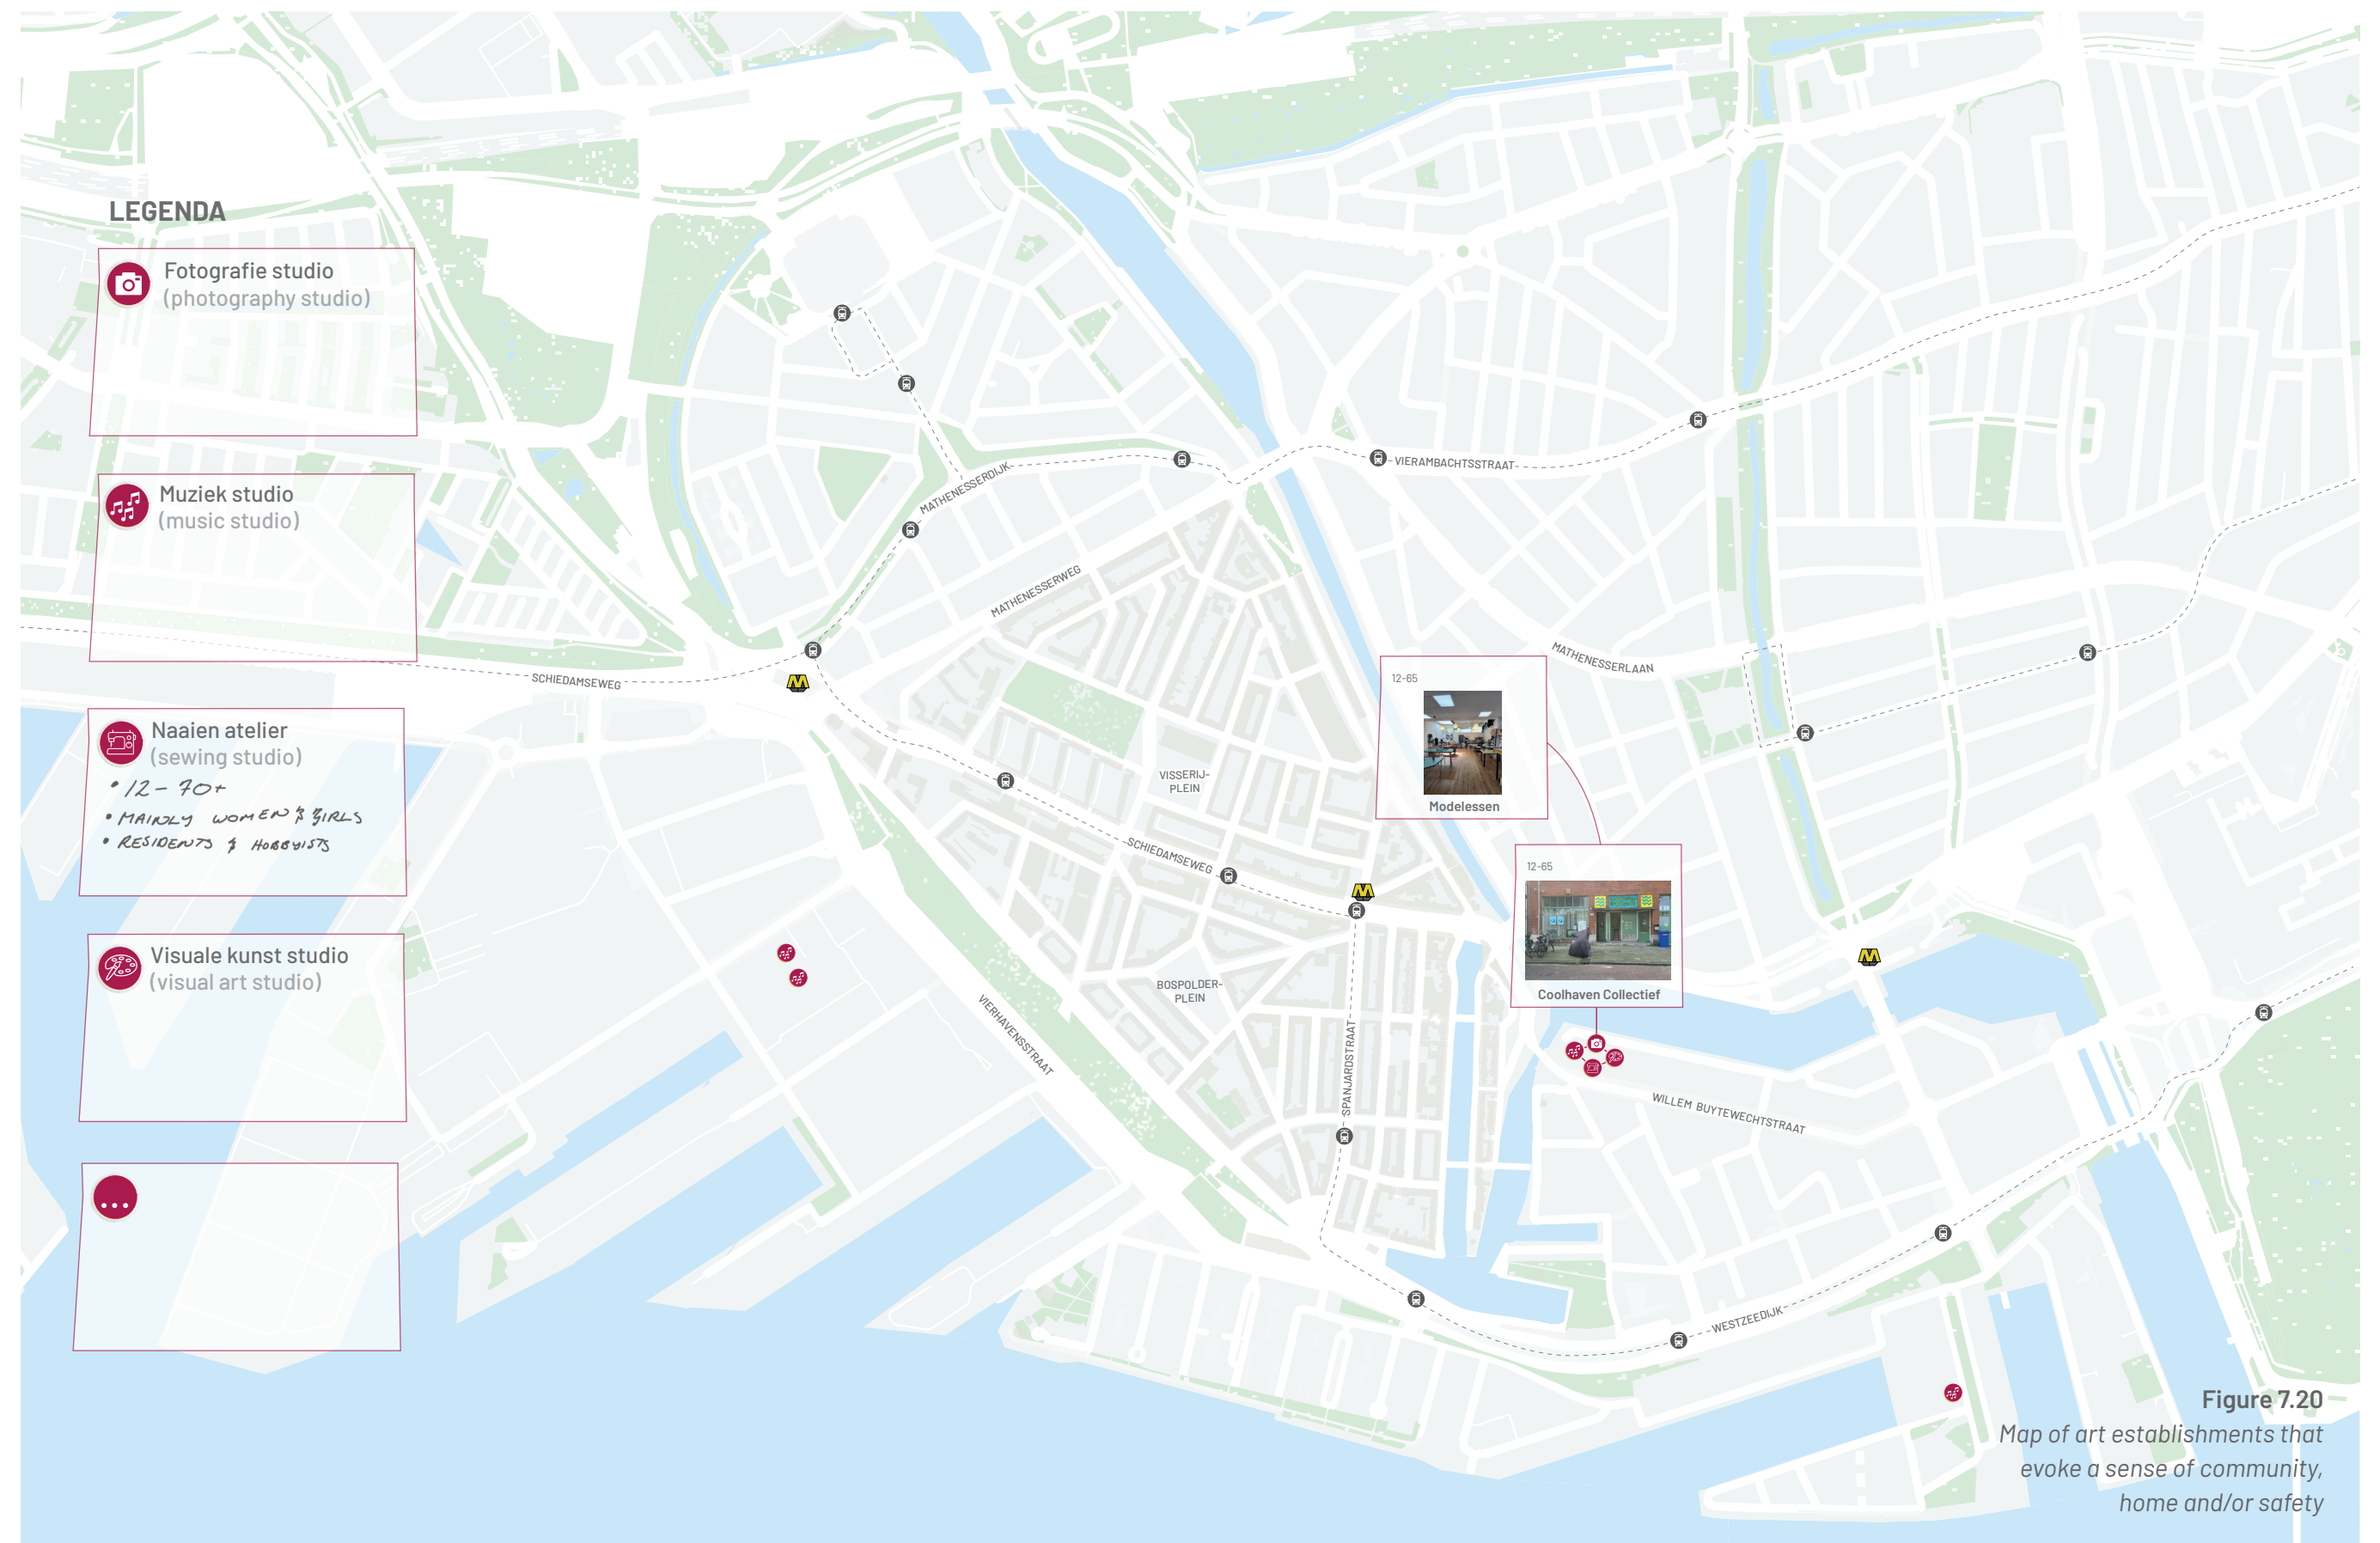 LEGENDA
Fotografie studio
(photography studio)
Muziek studio
(music studio)
Naaien atelier
(sewing studio)
• 12 – 70+
• MAINLY WOMEN & GIRLS
• RESIDENTS & HOBBYISTS
Visuale kunst studio
(visual art studio)
...
SCHIEDAMSEWEG
MATHENESSERDIJK
MATHENESSERWEG
VIERAMBACHTSSTRAAT
MATHENESSERLAAN
VISSERIJ-
PLEIN
SCHIEDAMSEWEG
BOSPOLDER-
PLEIN
SPANJARDSTRAAT
VIERHAVENSSTRAAT
12-65
Modelessen
12-65
Coolhaven Collectief
WILLEM BUYTEWECHTSTRAAT
WESTZEEDIJK
Figure 7.20
Map of art establishments that
evoke a sense of community,
home and/or safety